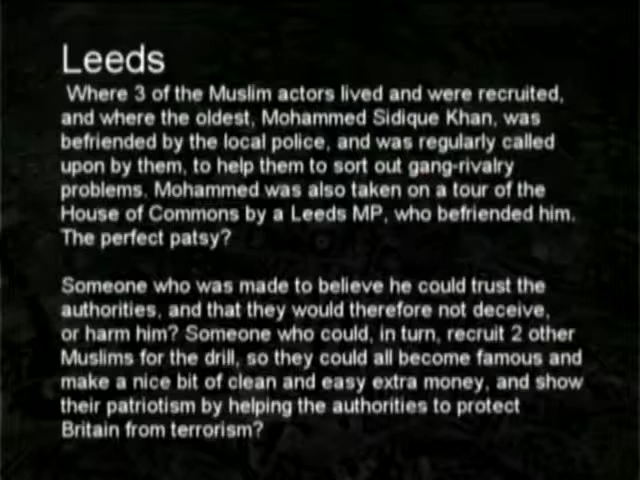 Leeds
Where 3 of the Muslim actors lived and were recruited,
and where the oldest, Mohammed Sidique Khan, was
befriended by the local police, and was regularly called
upon by them, to help them to sort out gang-rivalry
problems. Mohammed was also taken on a tour of the
House of Commons by a Leeds MP, who befriended him.
The perfect patsy?
Someone who was made to believe he could trust the
authorities, and that they would therefore not deceive,
or harm him? Someone who could, in turn, recruit 2 other
Muslims for the drill, so they could all become famous and
make a nice bit of clean and easy extra money, and show
their patriotism by helping the authorities to protect
Britain from terrorism?